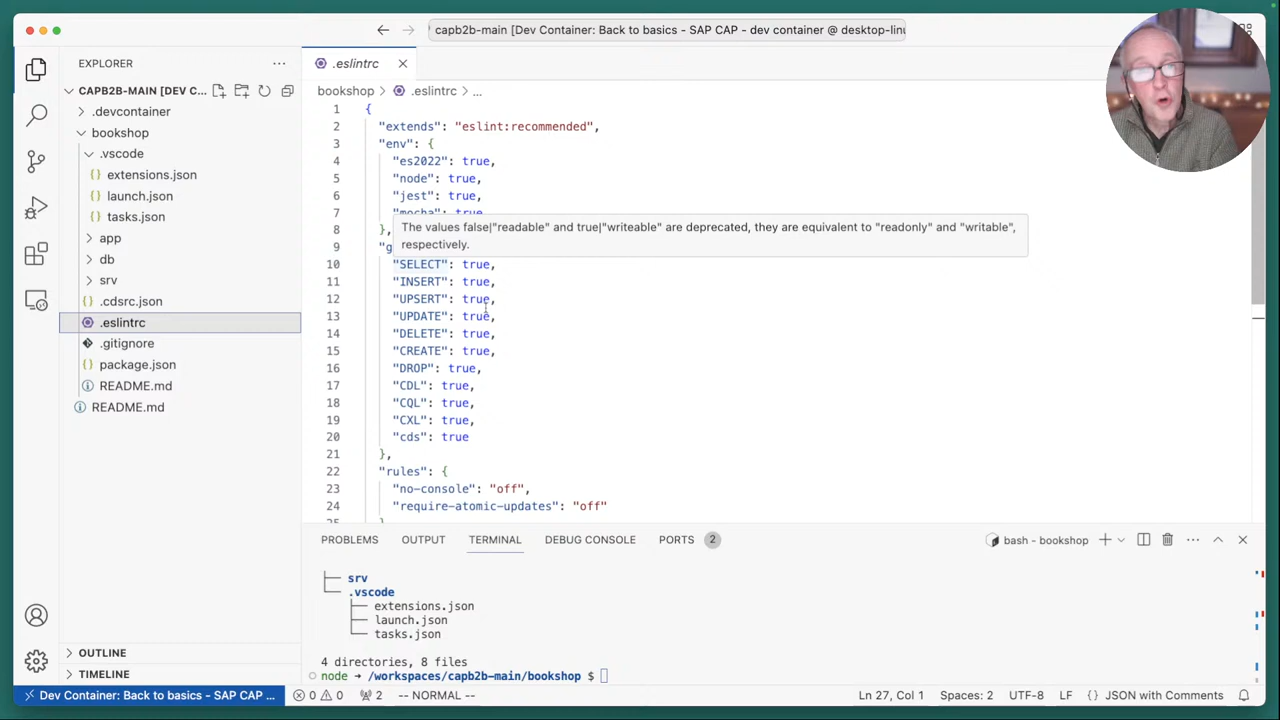 capb2b-main [Dev Container: Back to basics - SAP CAP - dev container @ desktop-linu
EXPLORER
CAPB2B-MAIN [DEV C...
.devcontainer
bookshop
.vscode
extensions.json
launch.json
tasks.json
app
db
srv
.cdsrc.json
.eslintrc
.gitignore
package.json
README.md
README.md
OUTLINE
TIMELINE
.eslintrc
bookshop > .eslintrc > ...
1 {
2 "extends": "eslint:recommended",
3 "env": {
4 "es2022": true,
5 "node": true,
6 "jest": true,
7 "mocha": true
8 },
The values false|"readable" and true|"writeable" are deprecated, they are equivalent to "readonly" and "writable",
respectively.
9 "g
10 "SELECT": true,
11 "INSERT": true,
12 "UPSERT": true,
13 "UPDATE": true,
14 "DELETE": true,
15 "CREATE": true,
16 "DROP": true,
17 "CDL": true,
18 "CQL": true,
19 "CXL": true,
20 "cds": true
21 },
22 "rules": {
23 "no-console": "off",
24 "require-atomic-updates": "off"
25 }
PROBLEMS OUTPUT TERMINAL DEBUG CONSOLE PORTS 2
bash - bookshop
srv
.vscode
extensions.json
launch.json
tasks.json
4 directories, 8 files
node → /workspaces/capb2b-main/bookshop $
Dev Container: Back to basics - SAP CAP ... 0 0 2 -- NORMAL -- Ln 27, Col 1 Spaces: 2 UTF-8 LF {} JSON with Comments